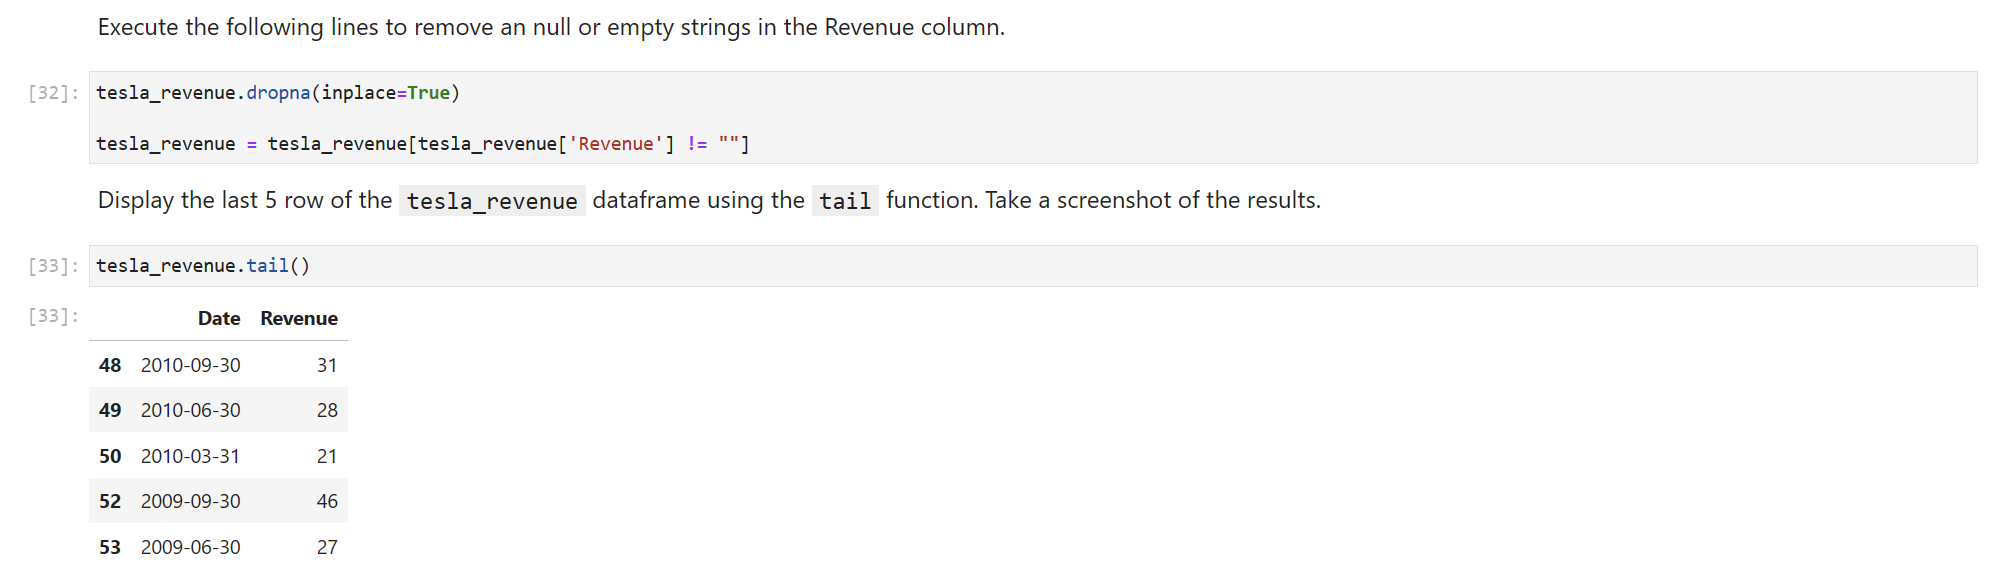 Execute the following lines to remove an null or empty strings in the Revenue column.
[32]: tesla_revenue.dropna(inplace=True)
tesla_revenue = tesla_revenue[tesla_revenue['Revenue'] != ""]
Display the last 5 row of the tesla_revenue dataframe using the tail function. Take a screenshot of the results.
[33]: tesla_revenue.tail()
[33]: Date Revenue
48 2010-09-30 31
49 2010-06-30 28
50 2010-03-31 21
52 2009-09-30 46
53 2009-06-30 27